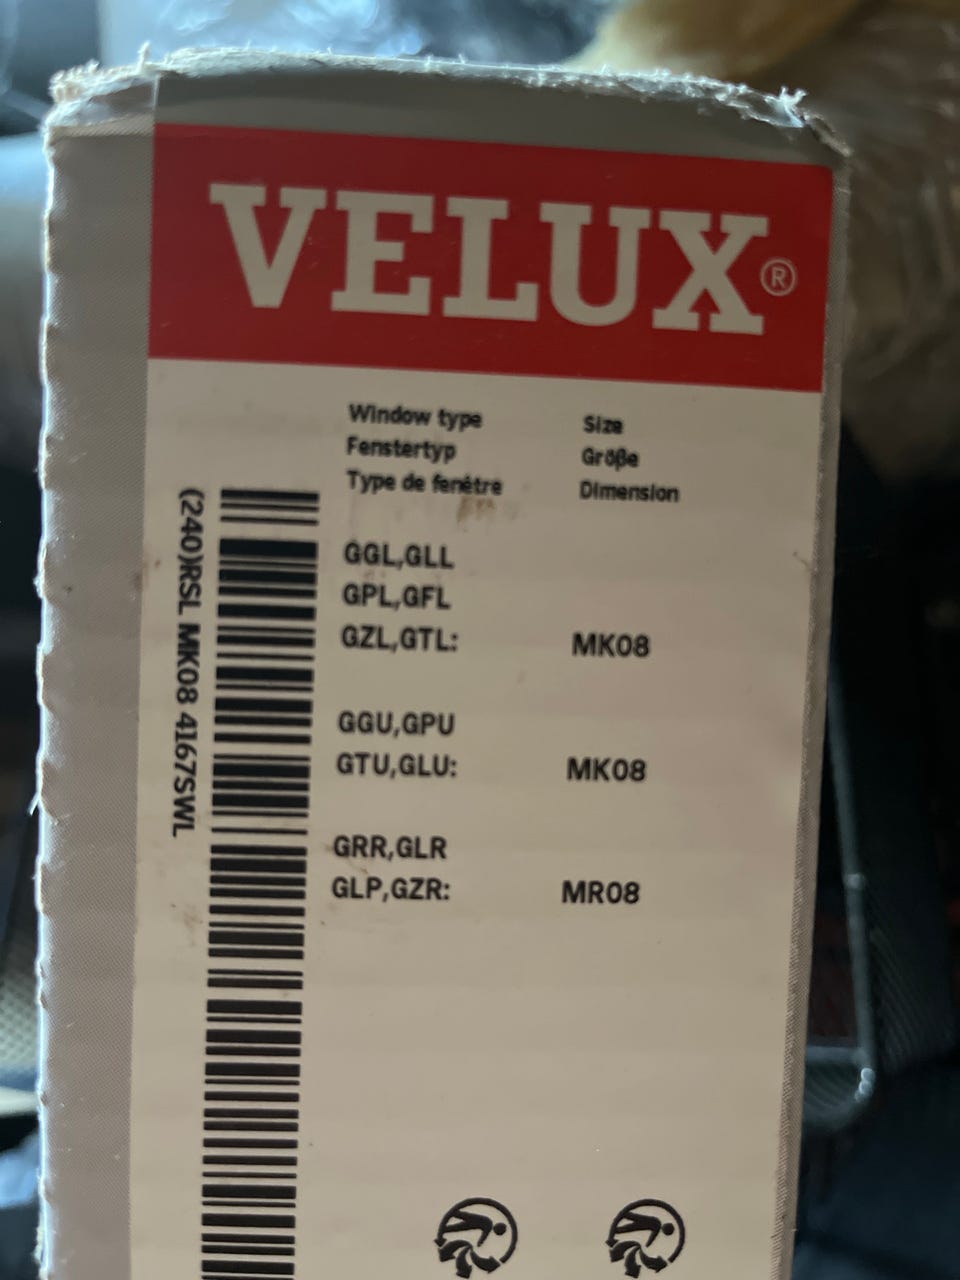 VELUX®
Window type Size
Fenstertyp Größe
Type de fenêtre Dimension
GGL,GLL
GPL,GFL
GZL,GTL: MK08
GGU,GPU
GTU,GLU: MK08
GRR,GLR
GLP,GZR: MR08
(240)RSL MK08 4167SWL